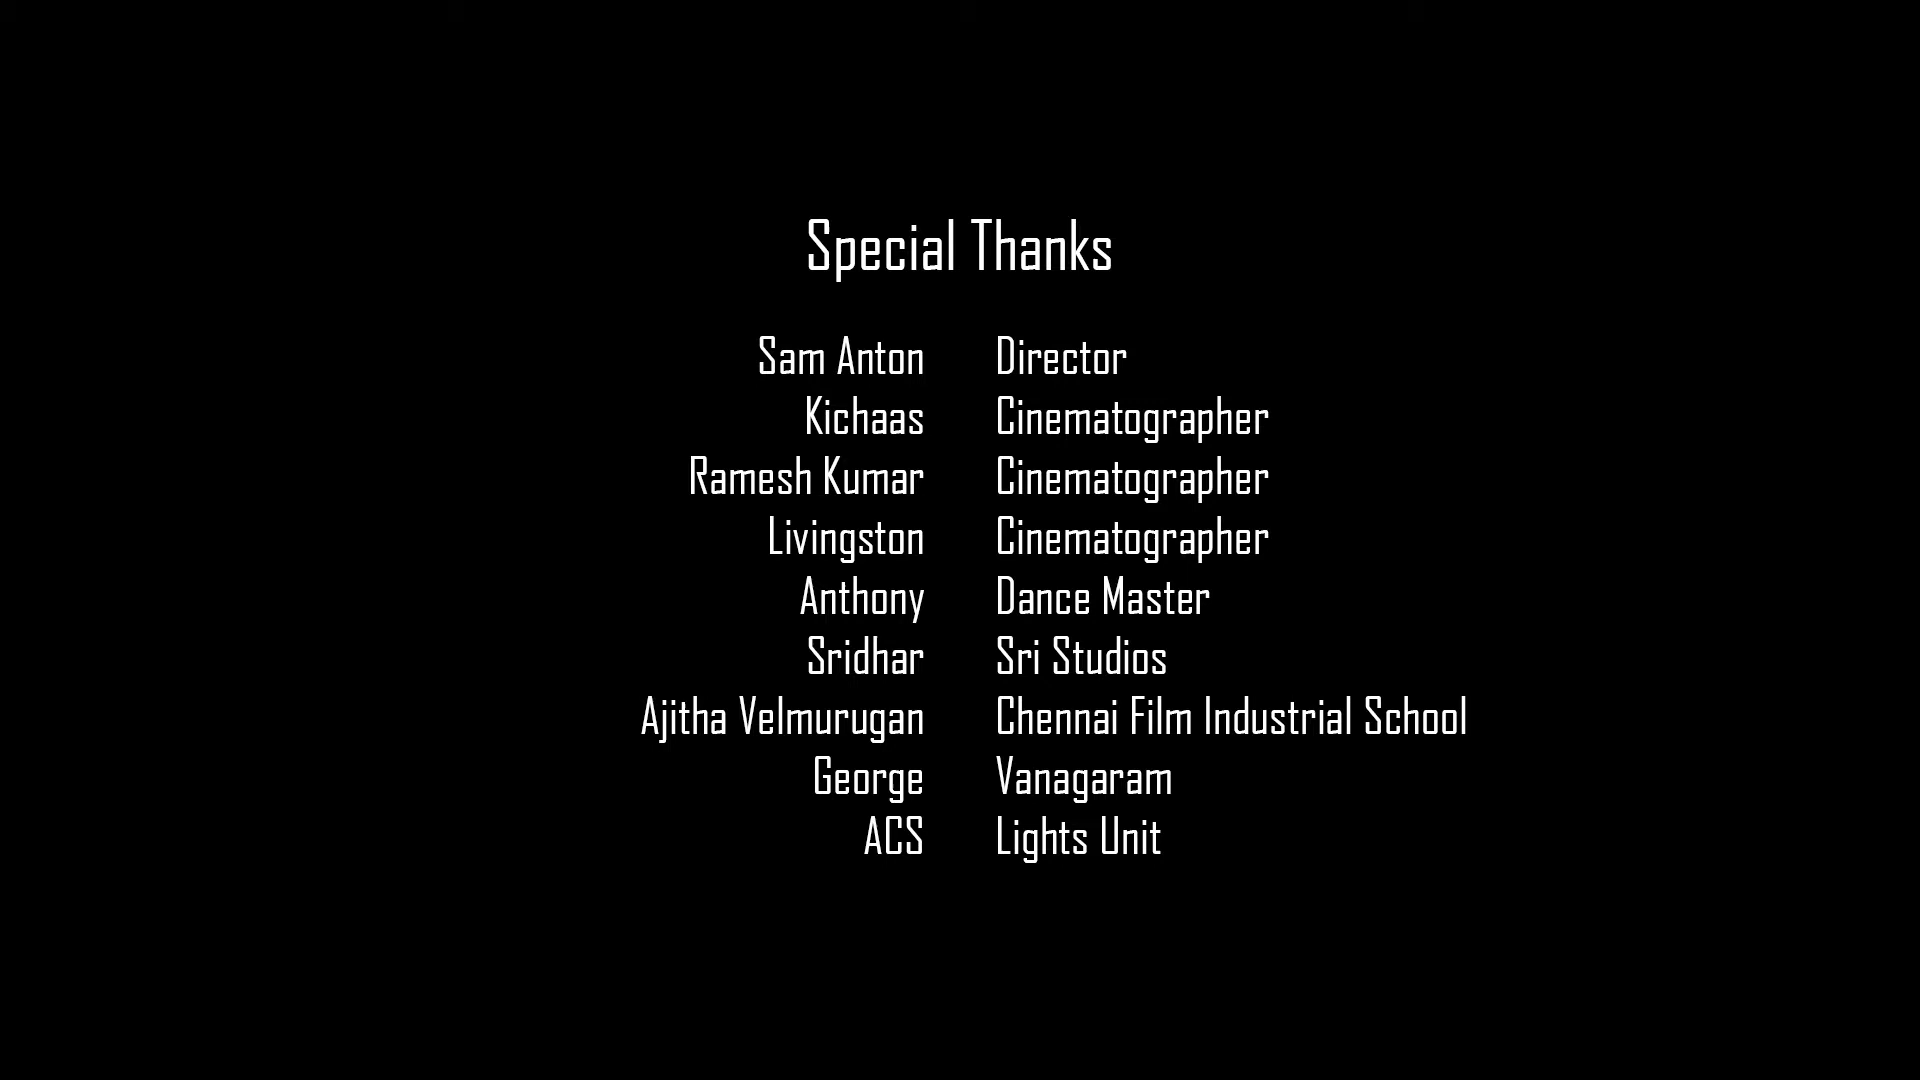 Special Thanks
Sam Anton Director
Kichaas Cinematographer
Ramesh Kumar Cinematographer
Livingston Cinematographer
Anthony Dance Master
Sridhar Sri Studios
Ajitha Velmurugan Chennai Film Industrial School
George Vanagaram
ACS Lights Unit